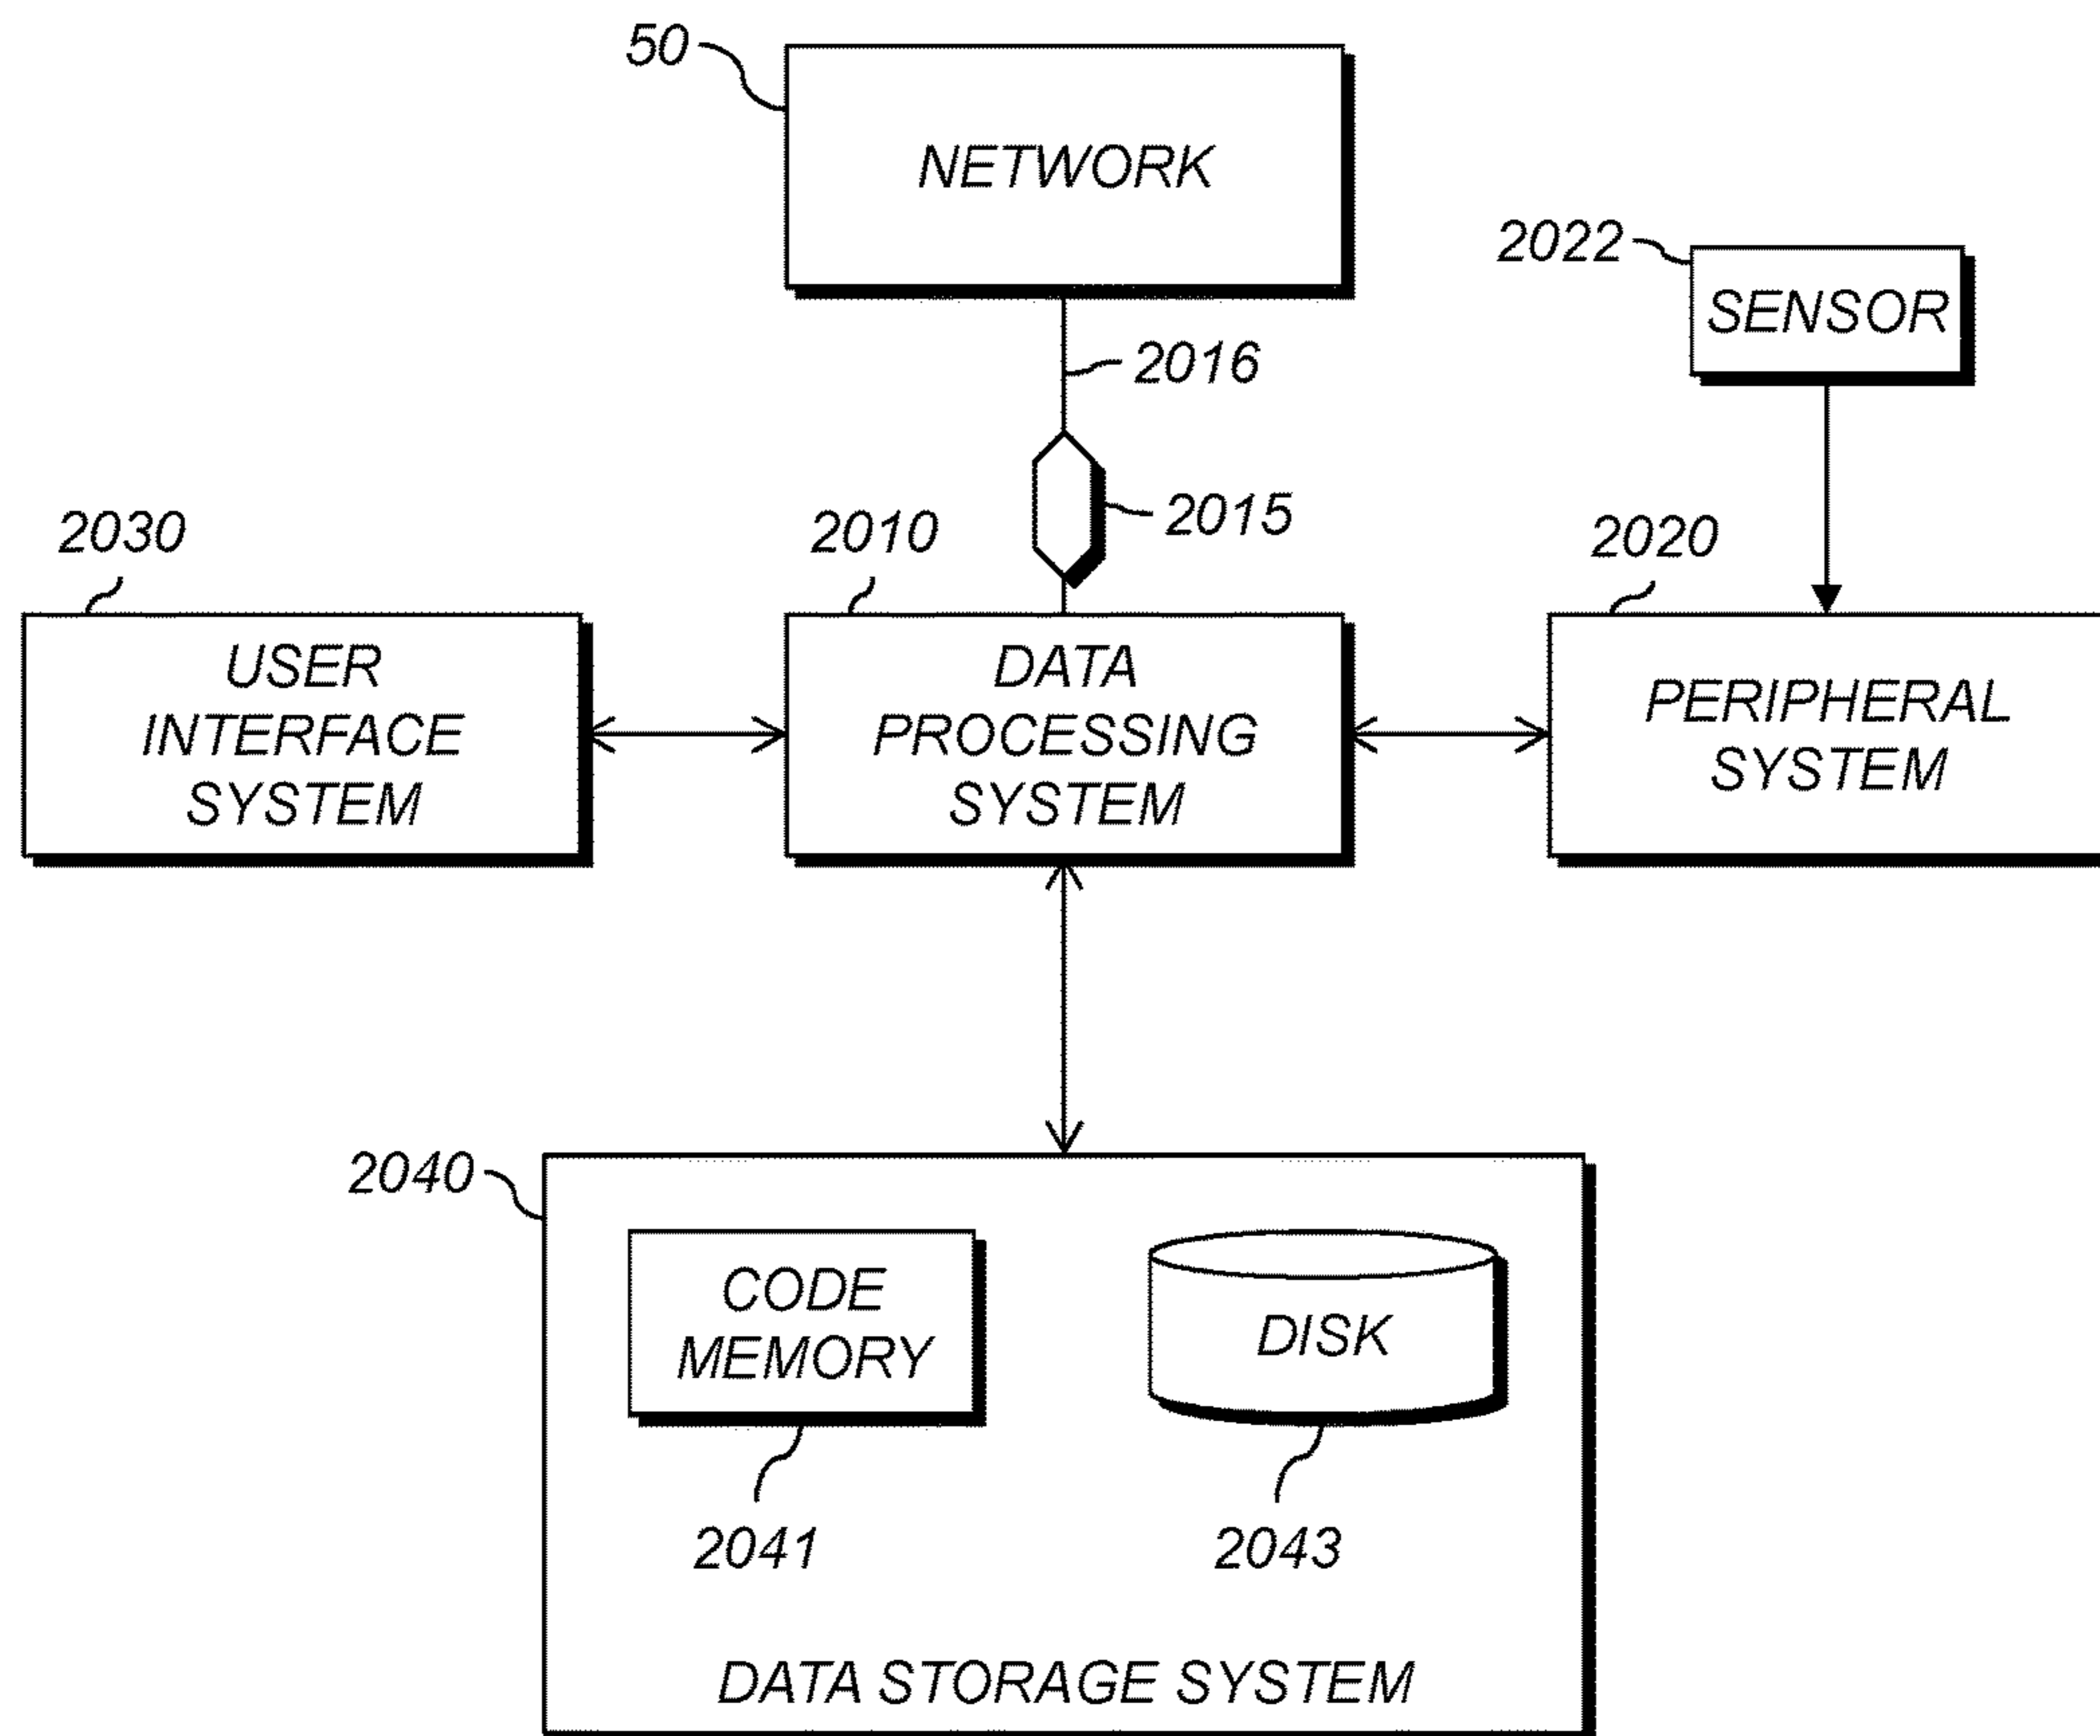 50
NETWORK
2022
SENSOR
2016
2015
2030
2010
2020
USER
INTERFACE
SYSTEM
DATA
PROCESSING
SYSTEM
PERIPHERAL
SYSTEM
2040
CODE
MEMORY
DISK
2041
2043
DATA STORAGE SYSTEM